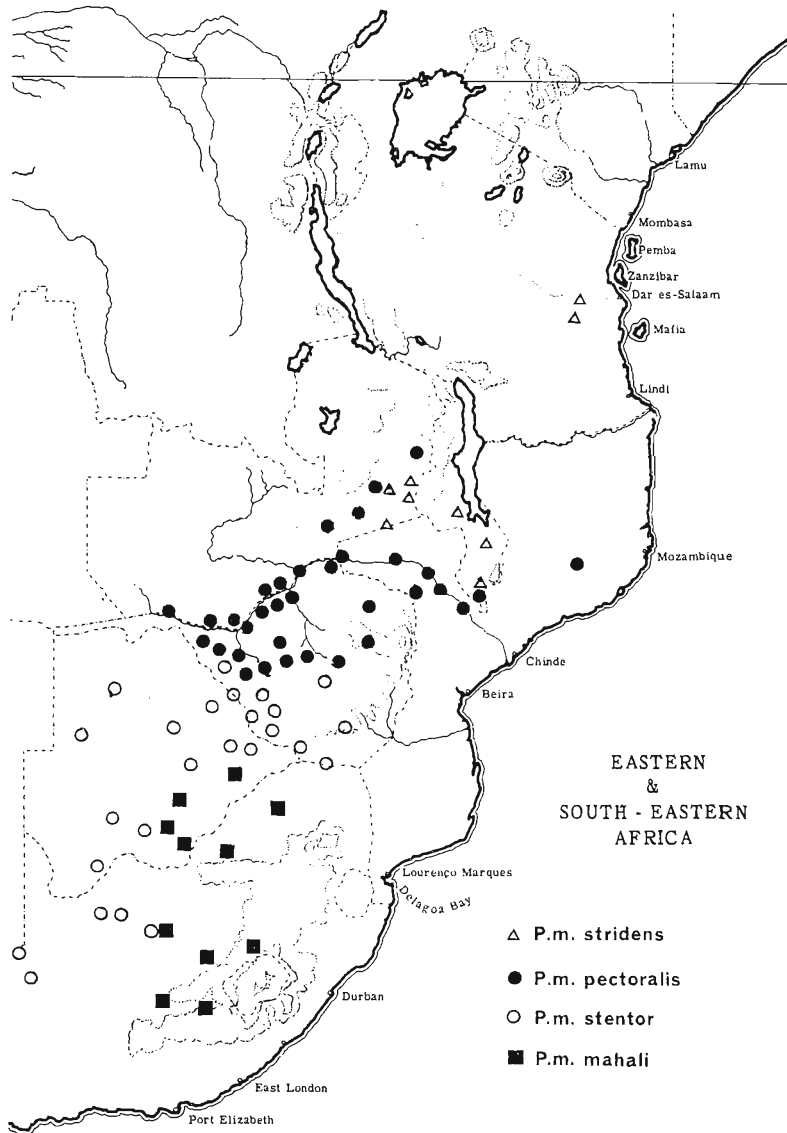 Lamu
Mombasa
Pemba
Zanzibar
Dar es-Salaam
Mafia
Lindi
Mozambique
Chinde
Beira
EASTERN
&
SOUTH - EASTERN
AFRICA
Lourenço Marques
Delagoa Bay
P.m. stridens
P.m. pectoralis
Durban
P.m. stentor
P.m. mahali
East London
Port Elizabeth